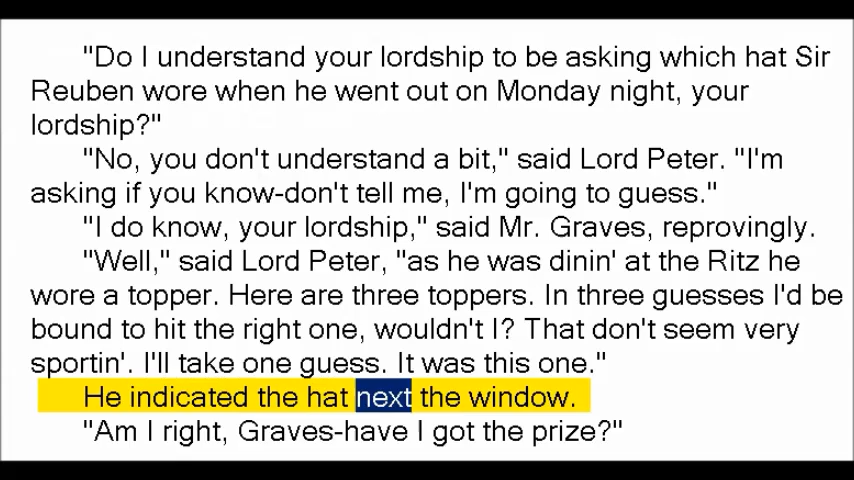 "Do I understand your lordship to be asking which hat Sir
Reuben wore when he went out on Monday night, your
lordship?"
"No, you don't understand a bit," said Lord Peter. "I'm
asking if you know-don't tell me, I'm going to guess."
"I do know, your lordship," said Mr. Graves, reprovingly.
"Well," said Lord Peter, "as he was dinin' at the Ritz he
wore a topper. Here are three toppers. In three guesses I'd be
bound to hit the right one, wouldn't I? That don't seem very
sportin'. I'll take one guess. It was this one."
He indicated the hat next the window.
"Am I right, Graves-have I got the prize?"